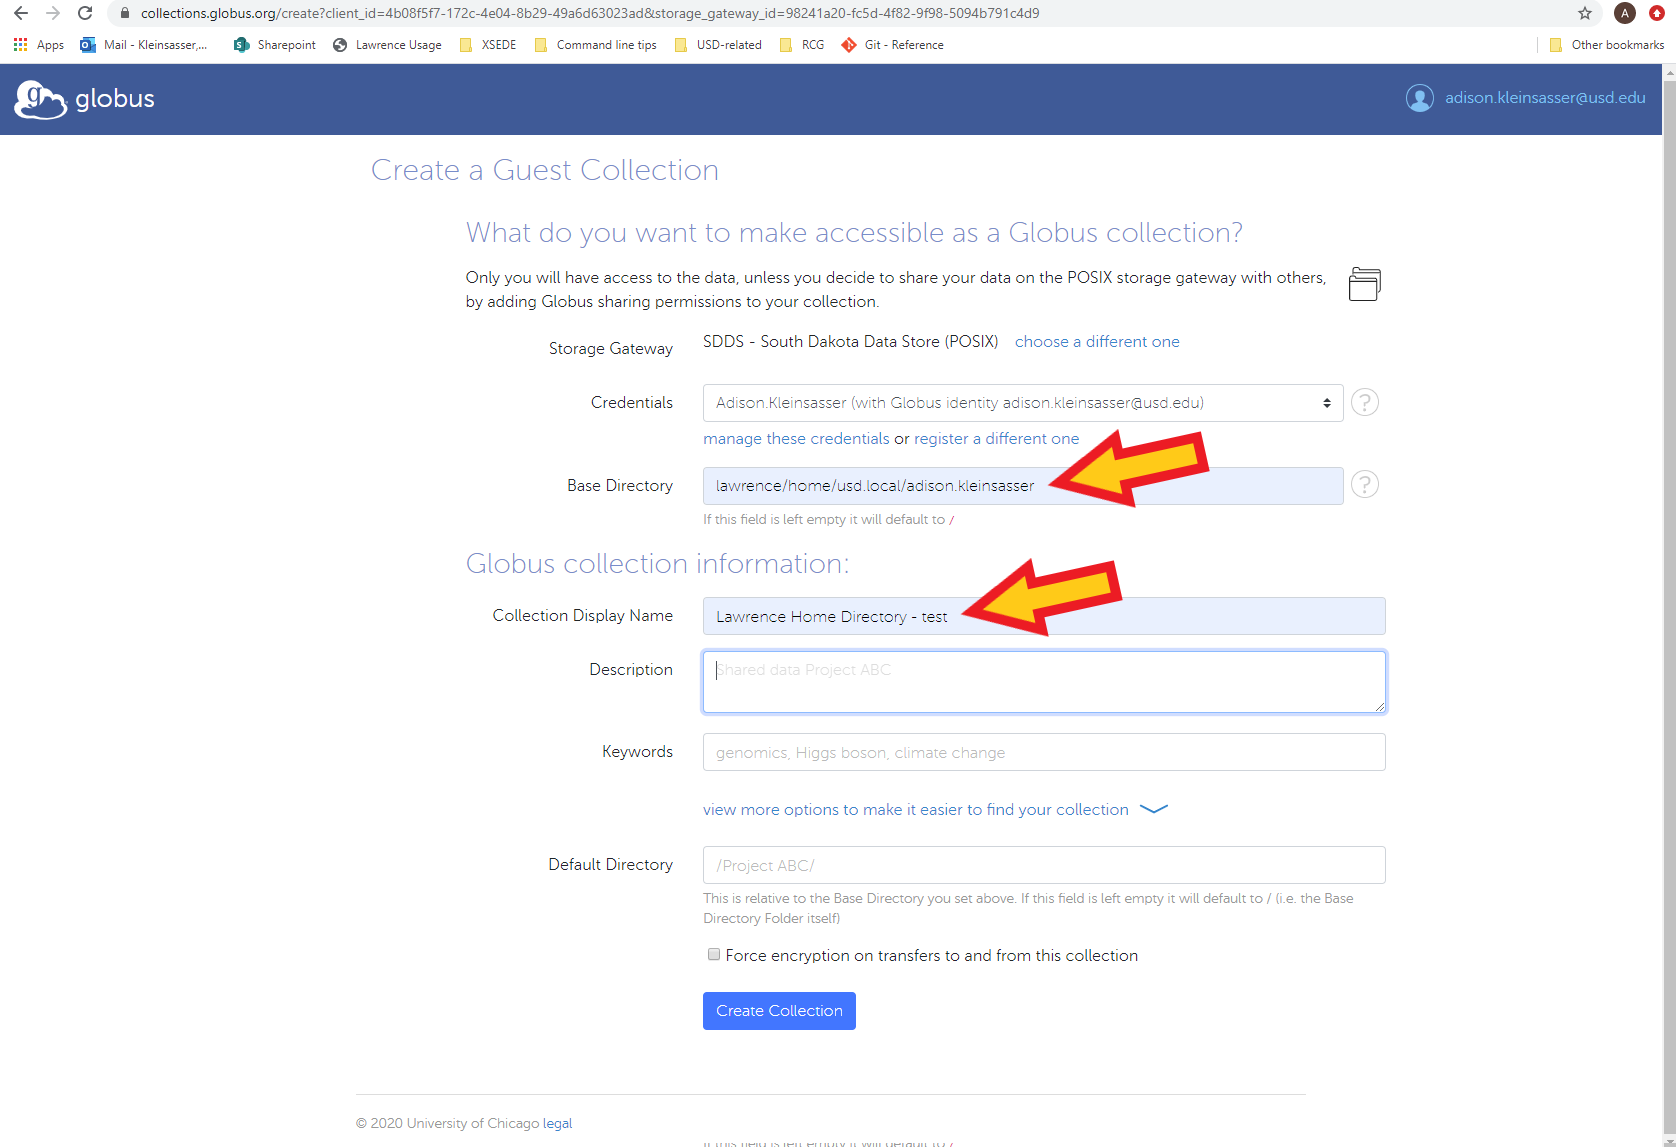 collections.globus.org/create?client_id=4b08f5f7-172c-4e04-8b29-49a6d63023ad&storage_gateway_id=98241a20-fc5d-4f82-9f98-5094b791c4d9
A
Apps
Mail - Kleinsasser,...
Sharepoint
Lawrence Usage
XSEDE
Command line tips
USD-related
RCG
Git - Reference
Other bookmarks
globus
adison.kleinsasser@usd.edu
Create a Guest Collection
What do you want to make accessible as a Globus collection?
Only you will have access to the data, unless you decide to share your data on the POSIX storage gateway with others,
by adding Globus sharing permissions to your collection.
Storage Gateway
SDDS - South Dakota Data Store (POSIX) choose a different one
Credentials
Adison.Kleinsasser (with Globus identity adison.kleinsasser@usd.edu)
?
manage these credentials or register a different one
Base Directory
lawrence/home/usd.local/adison.kleinsasser
?
If this field is left empty it will default to /
Globus collection information:
Collection Display Name
Lawrence Home Directory - test
Description
Shared data Project ABC
Keywords
genomics, Higgs boson, climate change
view more options to make it easier to find your collection
Default Directory
/Project ABC/
This is relative to the Base Directory you set above. If this field is left empty it will default to / (i.e. the Base
Directory Folder itself)
Force encryption on transfers to and from this collection
Create Collection
© 2020 University of Chicago legal
If this field is left empty it will default to /